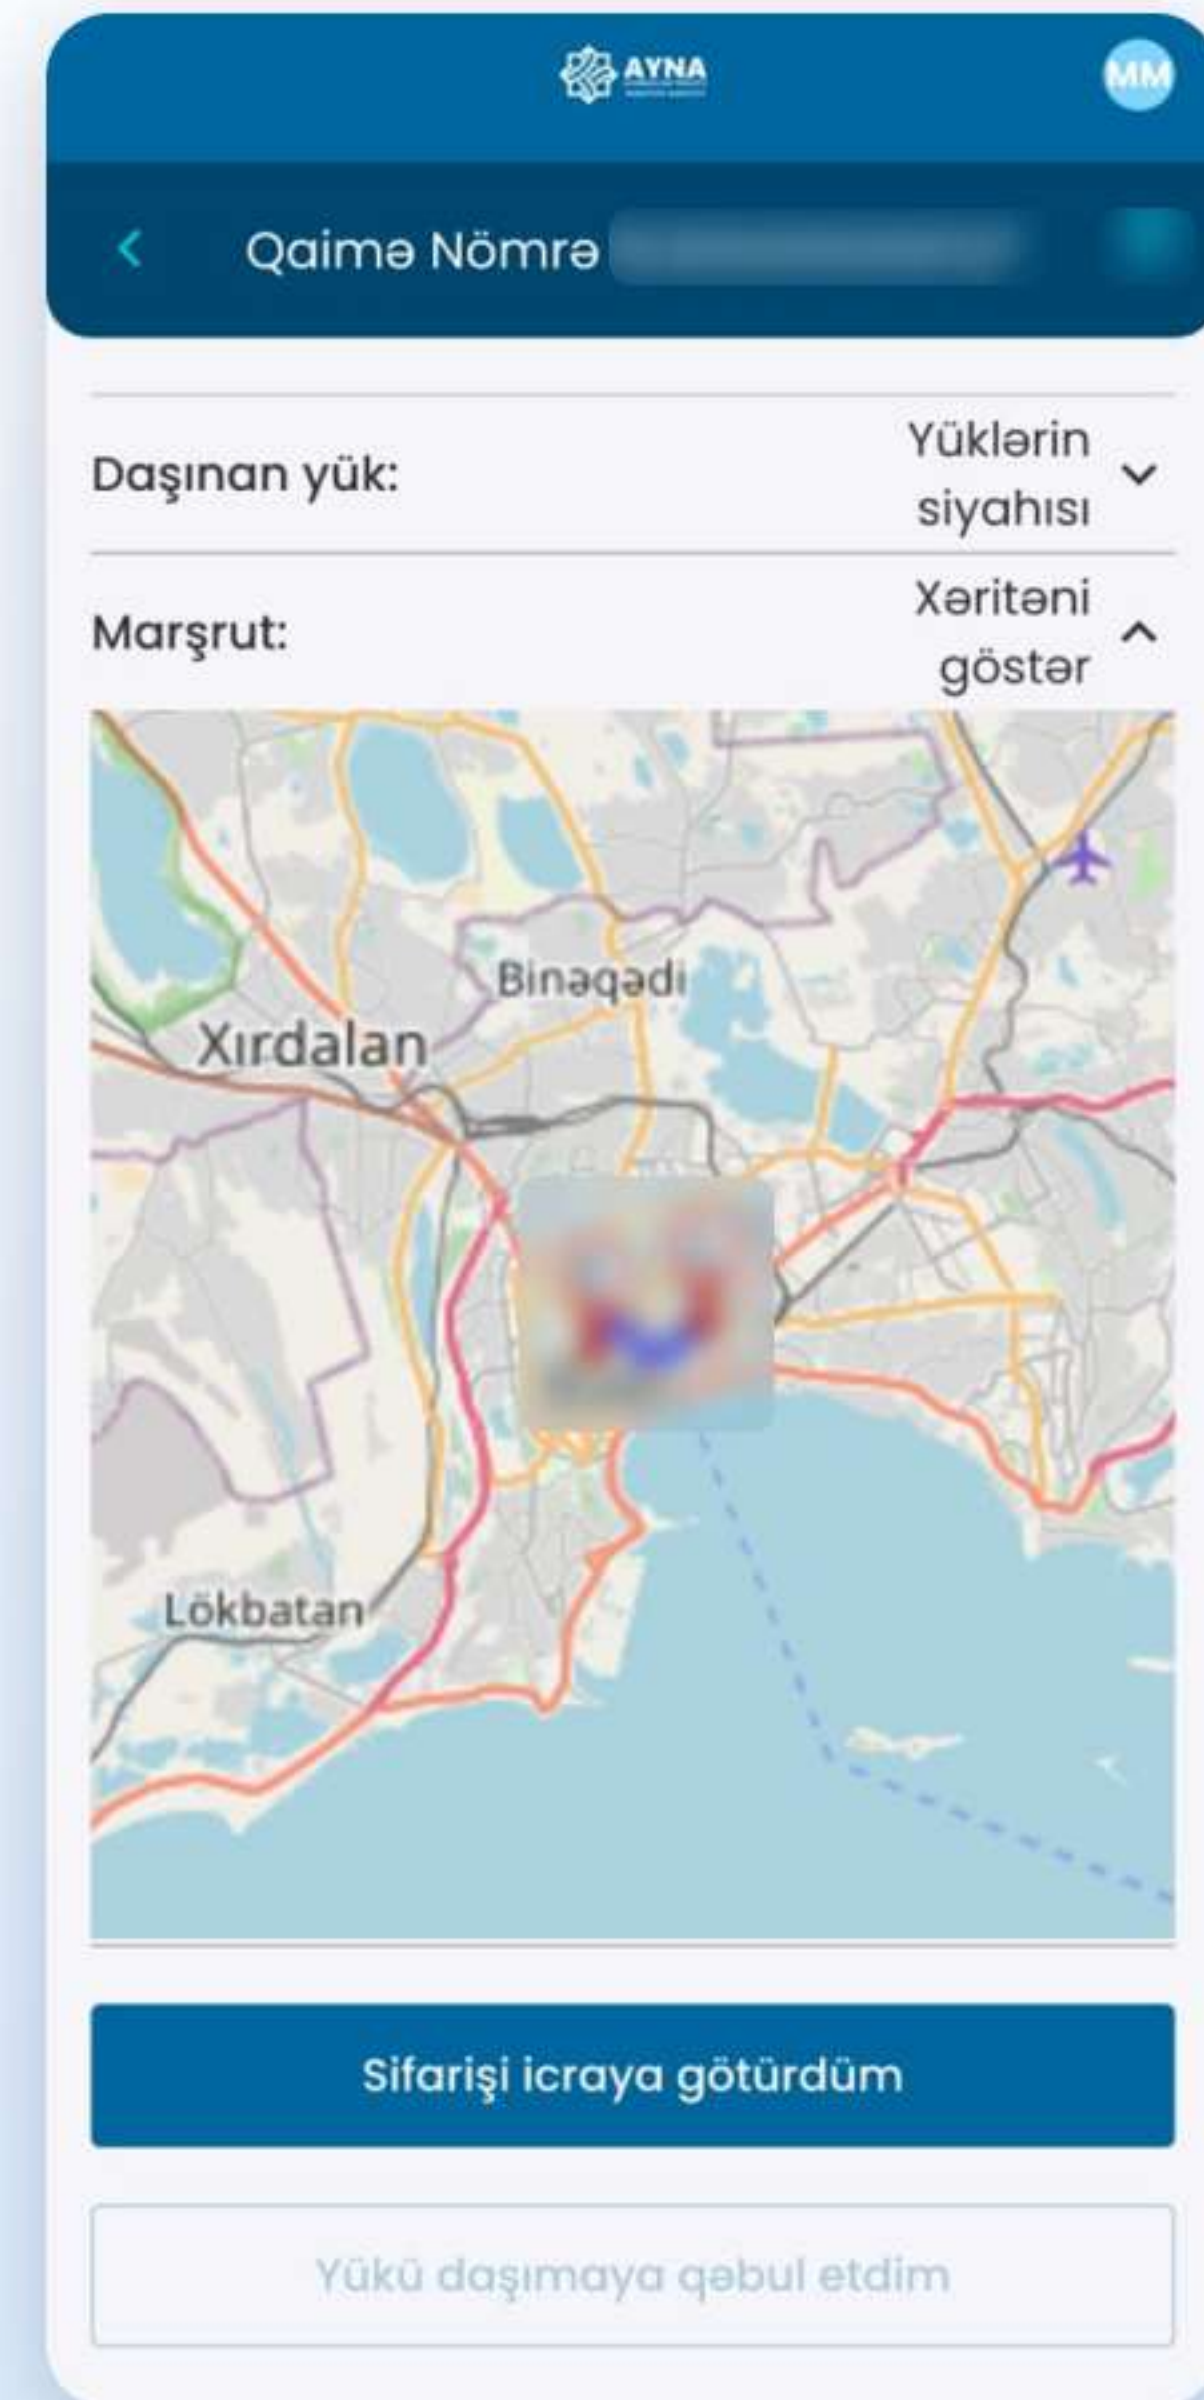 AYNA
MM
Qaimə Nömrə
Daşınan yük:
Yüklərin
siyahısı
Marşrut:
Xəritəni
göstər
Binəqədi
Xırdalan
Lökbatan
Sifarişi icraya götürdüm
Yükü daşımaya qəbul etdim